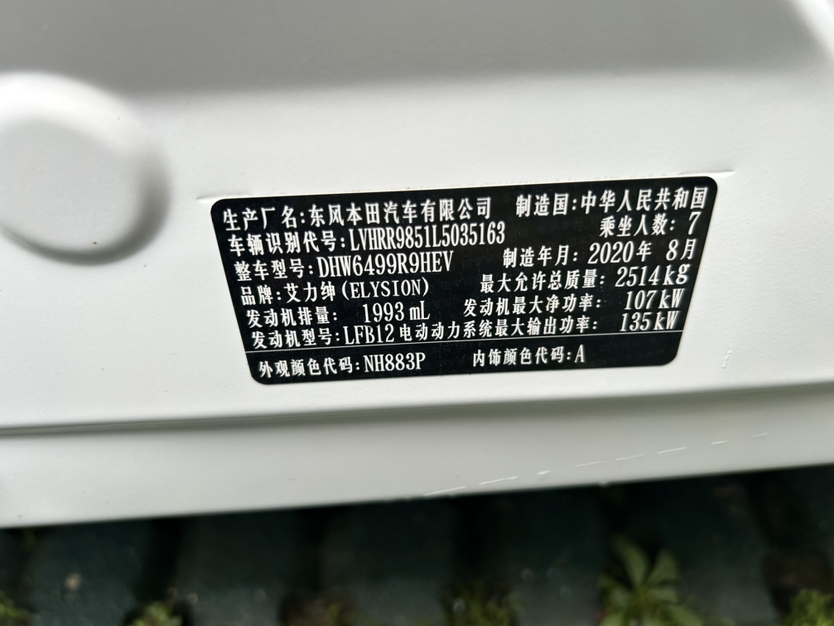 生产厂名:东风本田汽车有限公司 制造国:中华人民共和国
车辆识别代号:LVHRR9851L5035163 乘坐人数: 7
整车型号:DHW6499R9HEV 制造年月:2020年 8月
品牌:艾力绅(ELYSION) 最大允许总质量:2514kg
发动机排量: 1993mL 发动机最大净功率: 107kW
发动机型号:LFB12 电动动力系统最大输出功率: 135kW
外观颜色代码:NH883P 内饰颜色代码:A